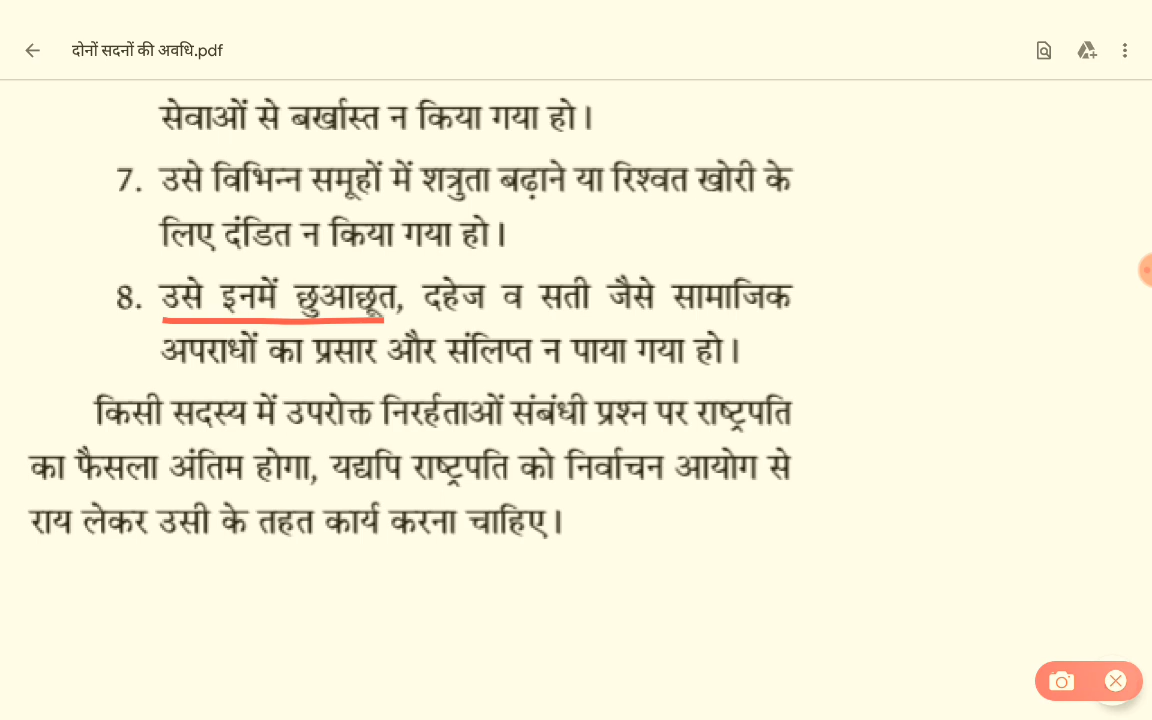 दोनों सदनों की अवधि.pdf
सेवाओं से बर्खास्त न किया गया हो।
7. उसे विभिन्न समूहों में शत्रुता बढ़ाने या रिश्वत खोरी के
लिए दंडित न किया गया हो।
8. उसे इनमें छुआछूत, दहेज व सती जैसे सामाजिक
अपराधों का प्रसार और संलिप्त न पाया गया हो।
किसी सदस्य में उपरोक्त निरर्हताओं संबंधी प्रश्न पर राष्ट्रपति
का फैसला अंतिम होगा, यद्यपि राष्ट्रपति को निर्वाचन आयोग से
राय लेकर उसी के तहत कार्य करना चाहिए।